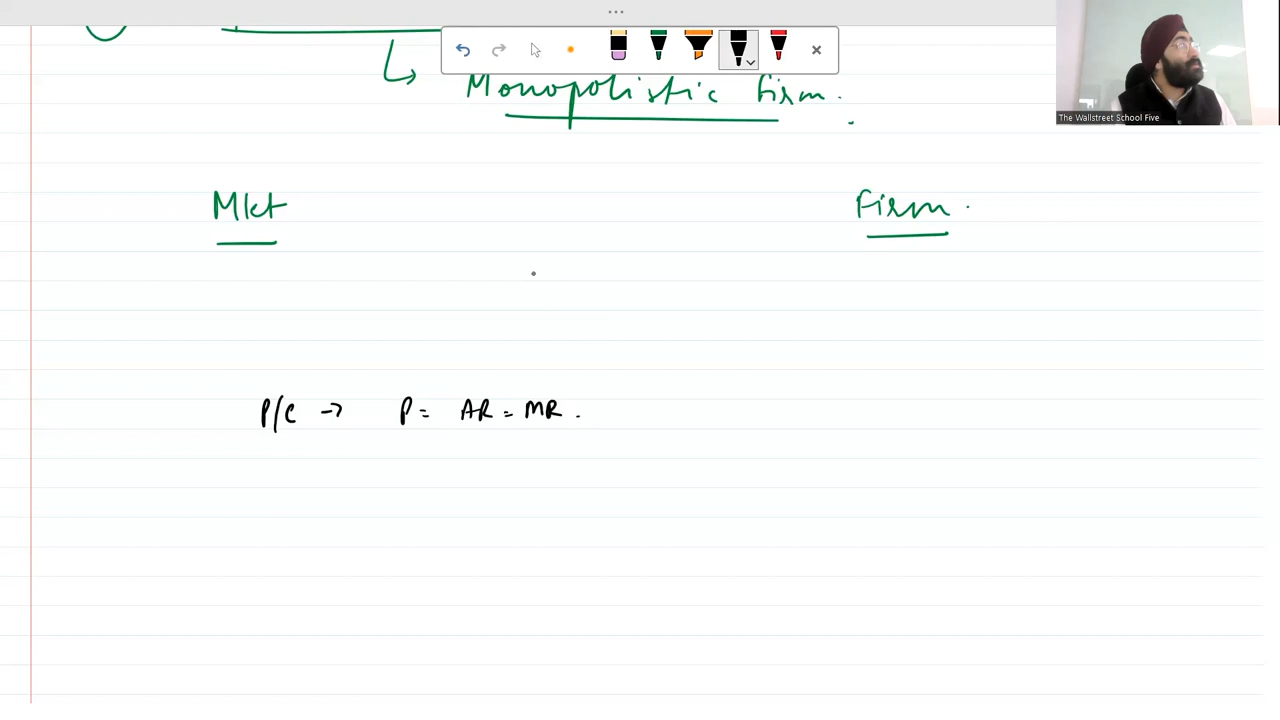 Monopolistic Firm.
The Wallstreet School Five
Mkt
Firm.
P/C → P = AR = MR.